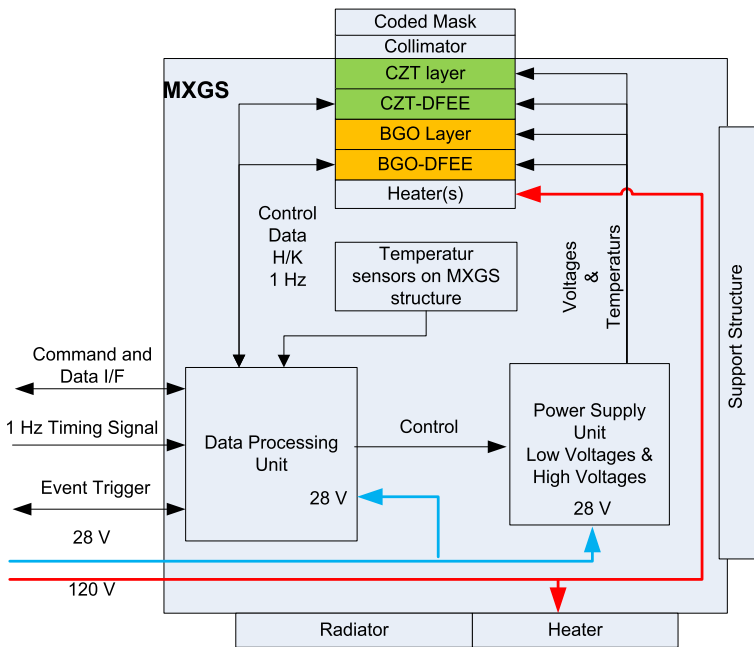 Coded Mask
Collimator
MXGS
CZT layer
CZT-DFEE
BGO Layer
BGO-DFEE
Heater(s)
Control
Data
H/K
1 Hz
Temperatur
sensors on MXGS
structure
Voltages
&
Temperaturs
Support Structure
Command and
Data I/F
1 Hz Timing Signal
Event Trigger
28 V
120 V
Data Processing
Unit
28 V
Control
Power Supply
Unit
Low Voltages &
High Voltages
28 V
Radiator
Heater